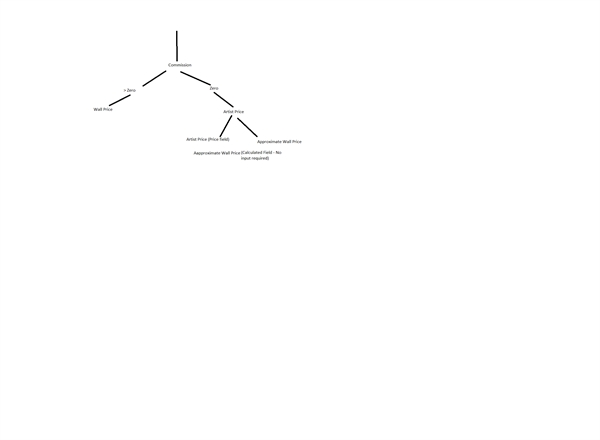 Commission
> Zero
Zero
Wall Price
Artist Price
Artist Price (Price field)
Approximate Wall Price
Aapproximate Wall Price (Calculated Field - No
input required)